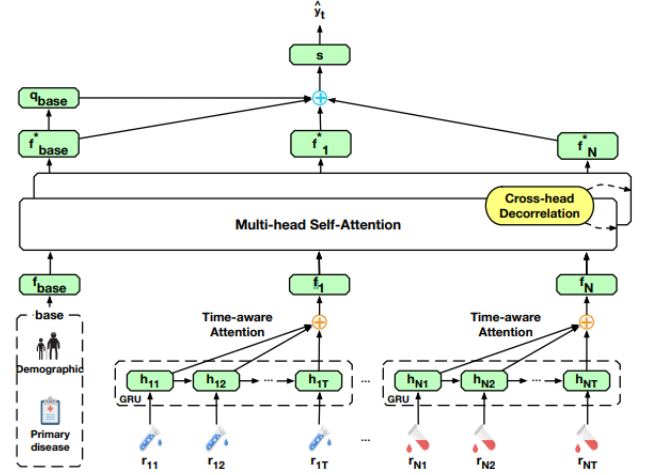 ŷt
s
qbase
f*base
f*1
f*N
Cross-head
Decorrelation
Multi-head Self-Attention
fbase
f1
fN
base
Time-aware
Attention
Time-aware
Attention
Demographic
h11
h12
...
h1T
...
hN1
hN2
...
hNT
GRU
GRU
Primary
disease
r11
r12
r1T
...
rN1
rN2
rNT